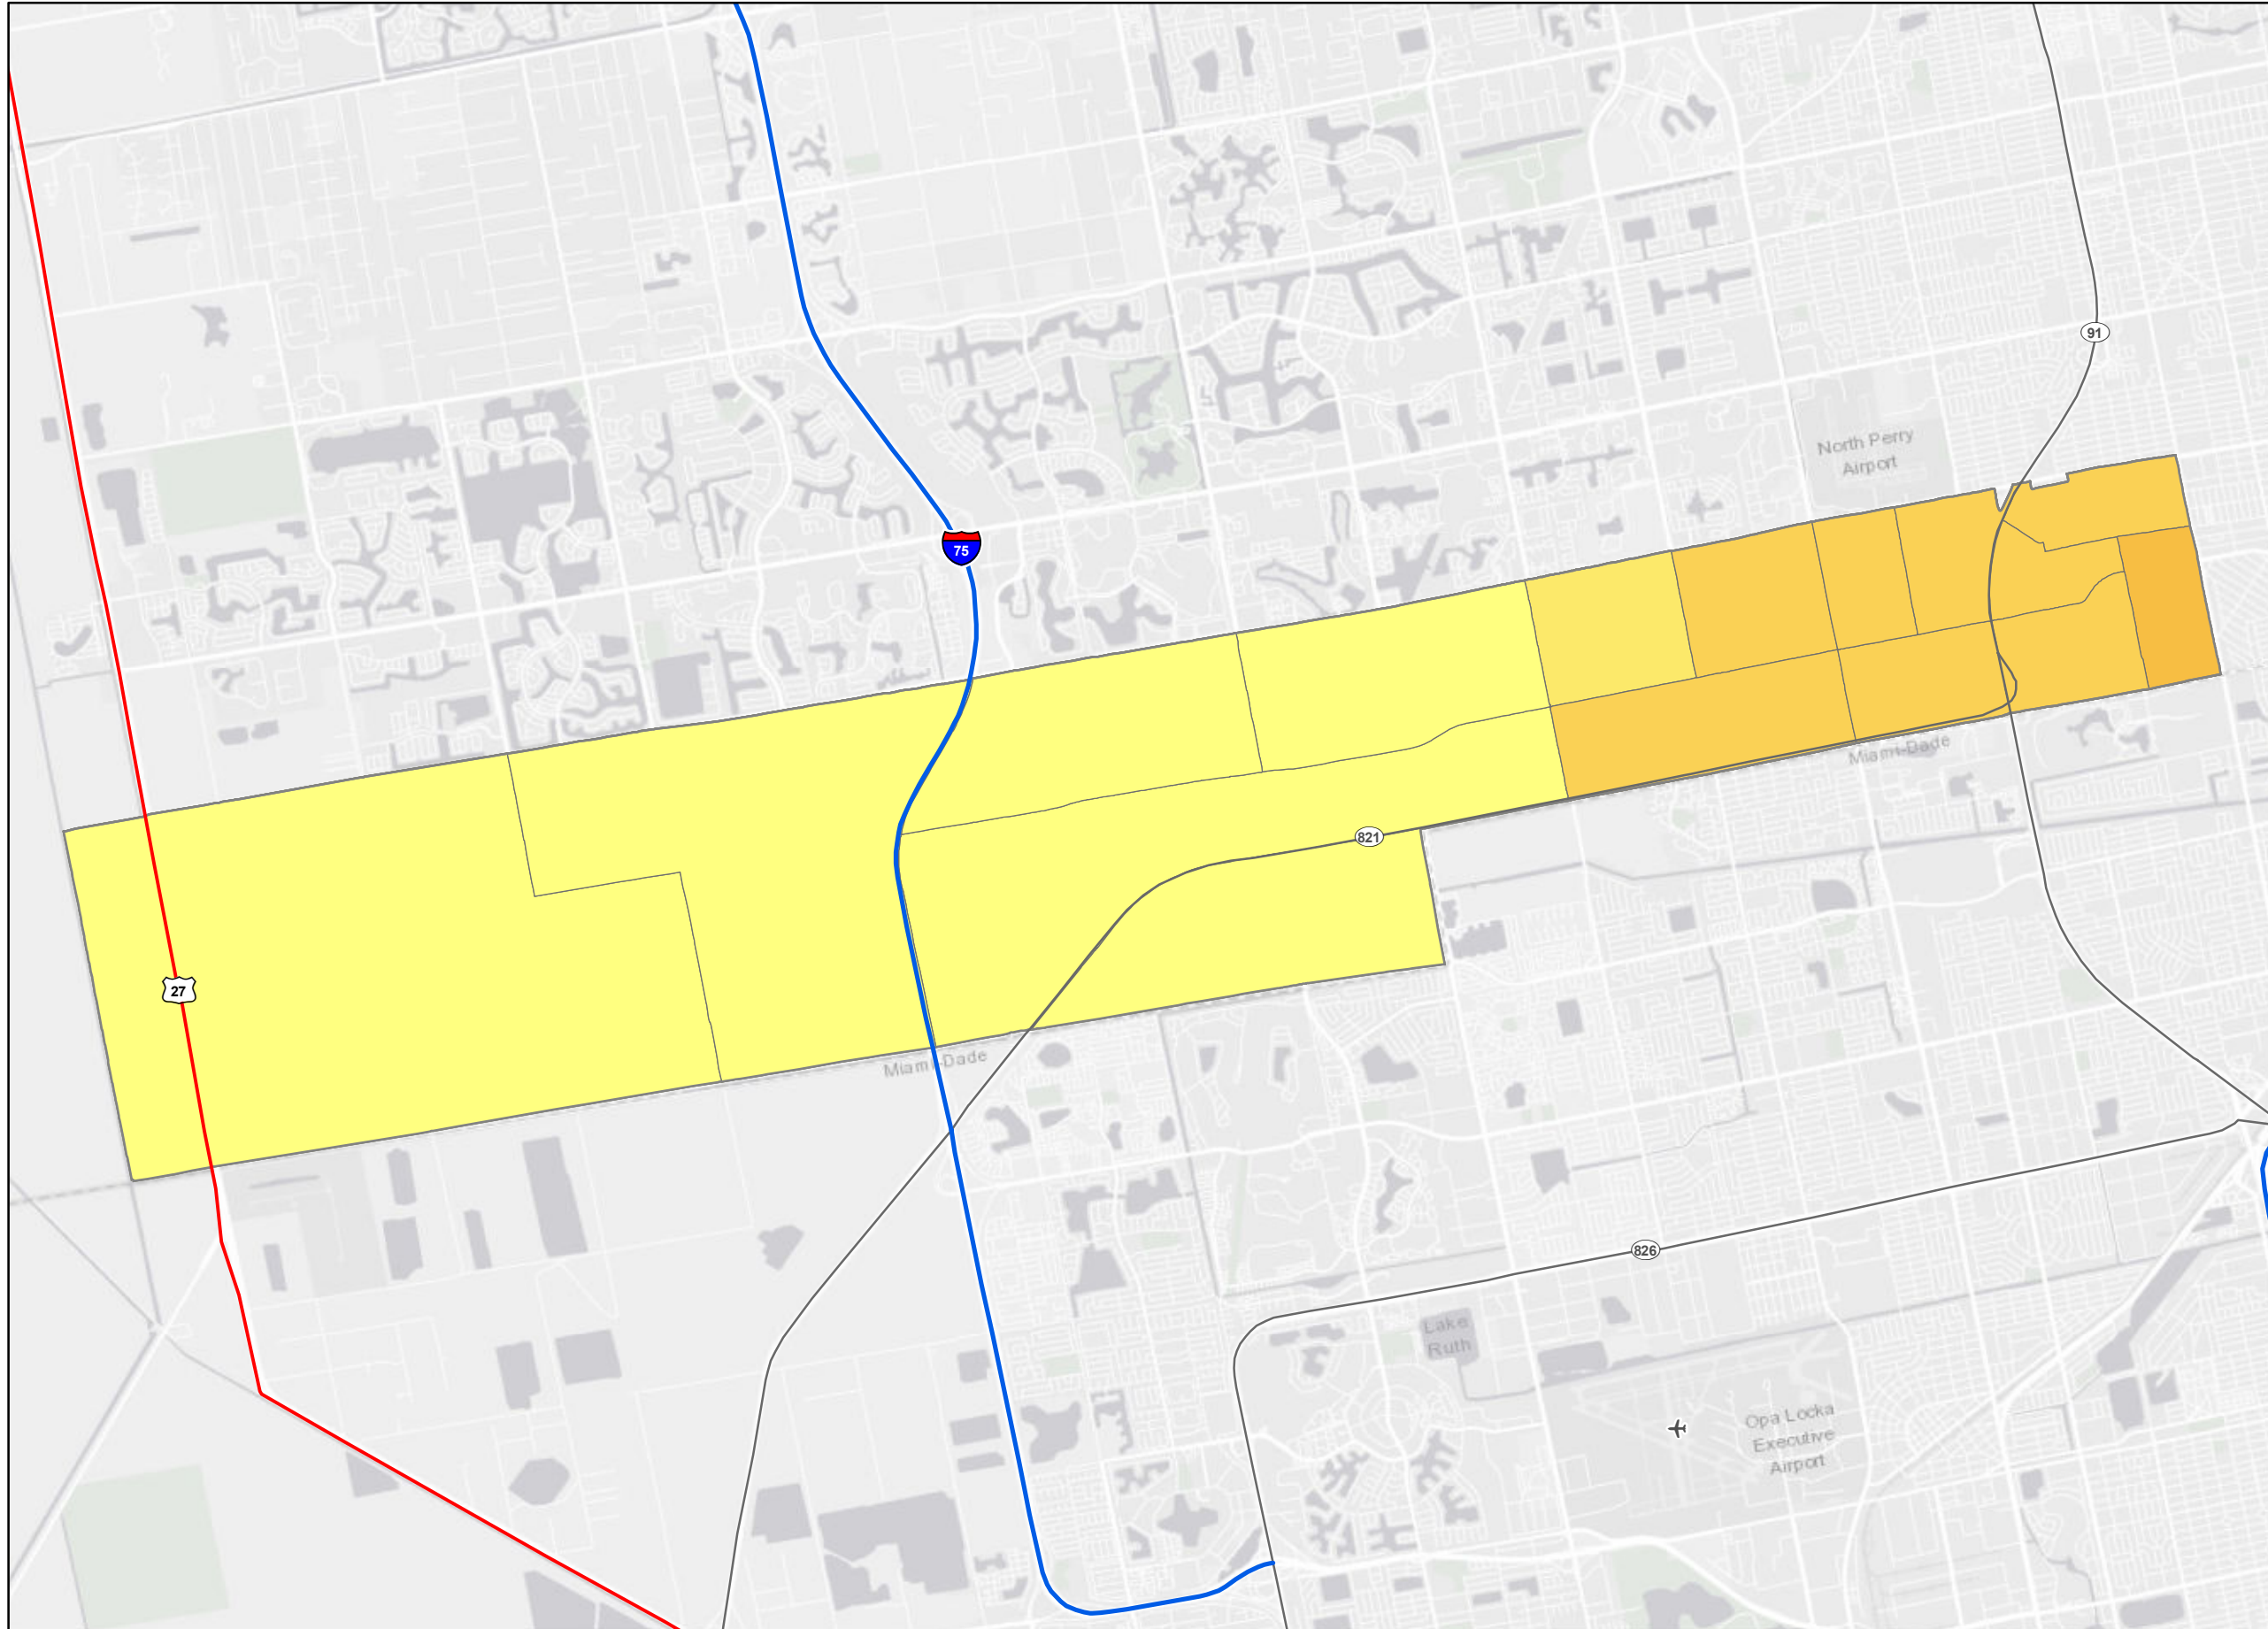 91
North Perry
Airport
75
Miami-Dade
821
27
Miami-Dade
826
Lake
Ruth
Opa Locka
Executive
Airport